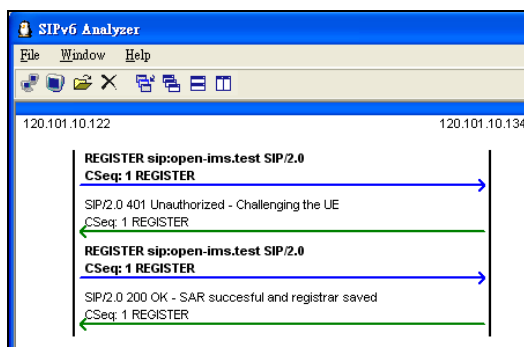 SIPv6 Analyzer
File Window Help
120.101.10.122 120.101.10.134
REGISTER sip:open-ims.test SIP/2.0
CSeq: 1 REGISTER
SIP/2.0 401 Unauthorized - Challenging the UE
CSeq: 1 REGISTER
REGISTER sip:open-ims.test SIP/2.0
CSeq: 1 REGISTER
SIP/2.0 200 OK - SAR succesful and registrar saved
CSeq: 1 REGISTER